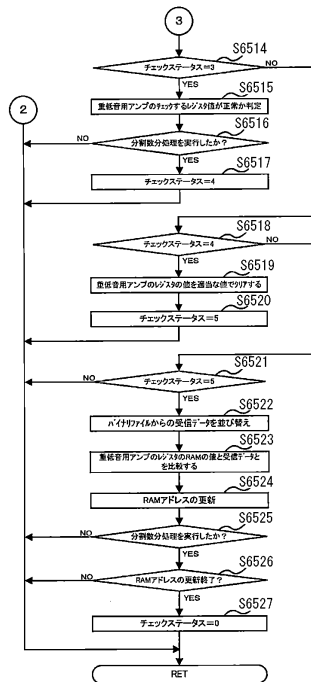 3
S6514
チェックステータス=3
NO
YES
S6515
重低音用アンプのチェックするレジスタ値が正常か判定
2
S6516
NO
分割数分処理を実行したか?
YES
S6517
チェックステータス=4
S6518
チェックステータス=4
NO
YES
S6519
重低音用アンプのレジスタの値を適当な値でクリアする
S6520
チェックステータス=5
S6521
NO
チェックステータス=5
YES
S6522
バイナリファイルからの受信データを並び替え
S6523
重低音用アンプのレジスタのRAMの値と受信データと
を比較する
S6524
RAMアドレスの更新
S6525
NO
分割数分処理を実行したか?
YES
S6526
NO
RAMアドレスの更新終了?
YES
S6527
チェックステータス=0
RET